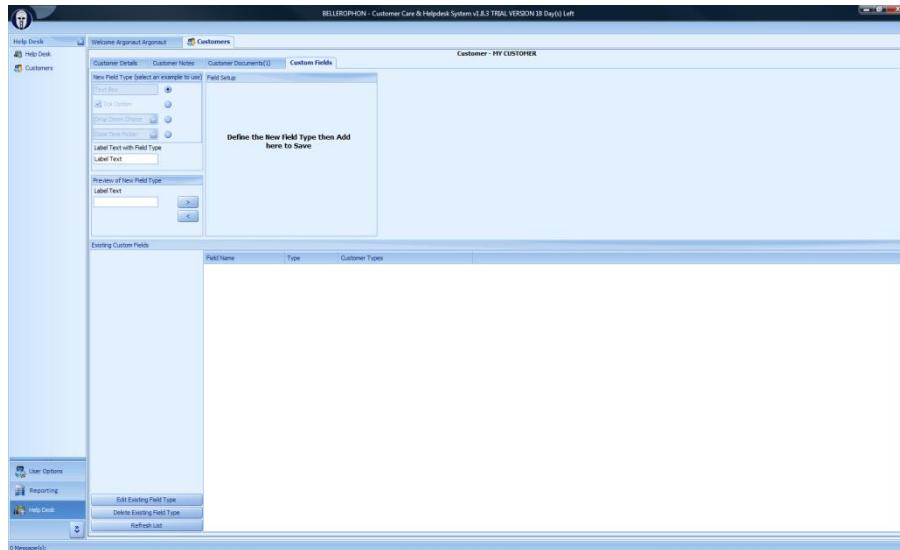 BELLEROPHON - Customer Care & Helpdesk System v1.8.3 TRIAL VERSION 18 Day(s) Left
Help Desk
Welcome Argonaut Argonaut
Customers
Help Desk
Customers
Customer - MY CUSTOMER
Customer Details
Customer Notes
Customer Documents(1)
Custom Fields
New Field Type (select an example to use)
Field Setup
Text Box
Tick Option
Drop Down Choice
Date Time Picker
Define the New Field Type then Add
here to Save
Label Text with Field Type
Label Text
Preview of New Field Type
Label Text
>
<
Existing Custom Fields
Field Name
Type
Customer Types
User Options
Reporting
Help Desk
Edit Existing Field Type
Delete Existing Field Type
Refresh List
0 Message(s):